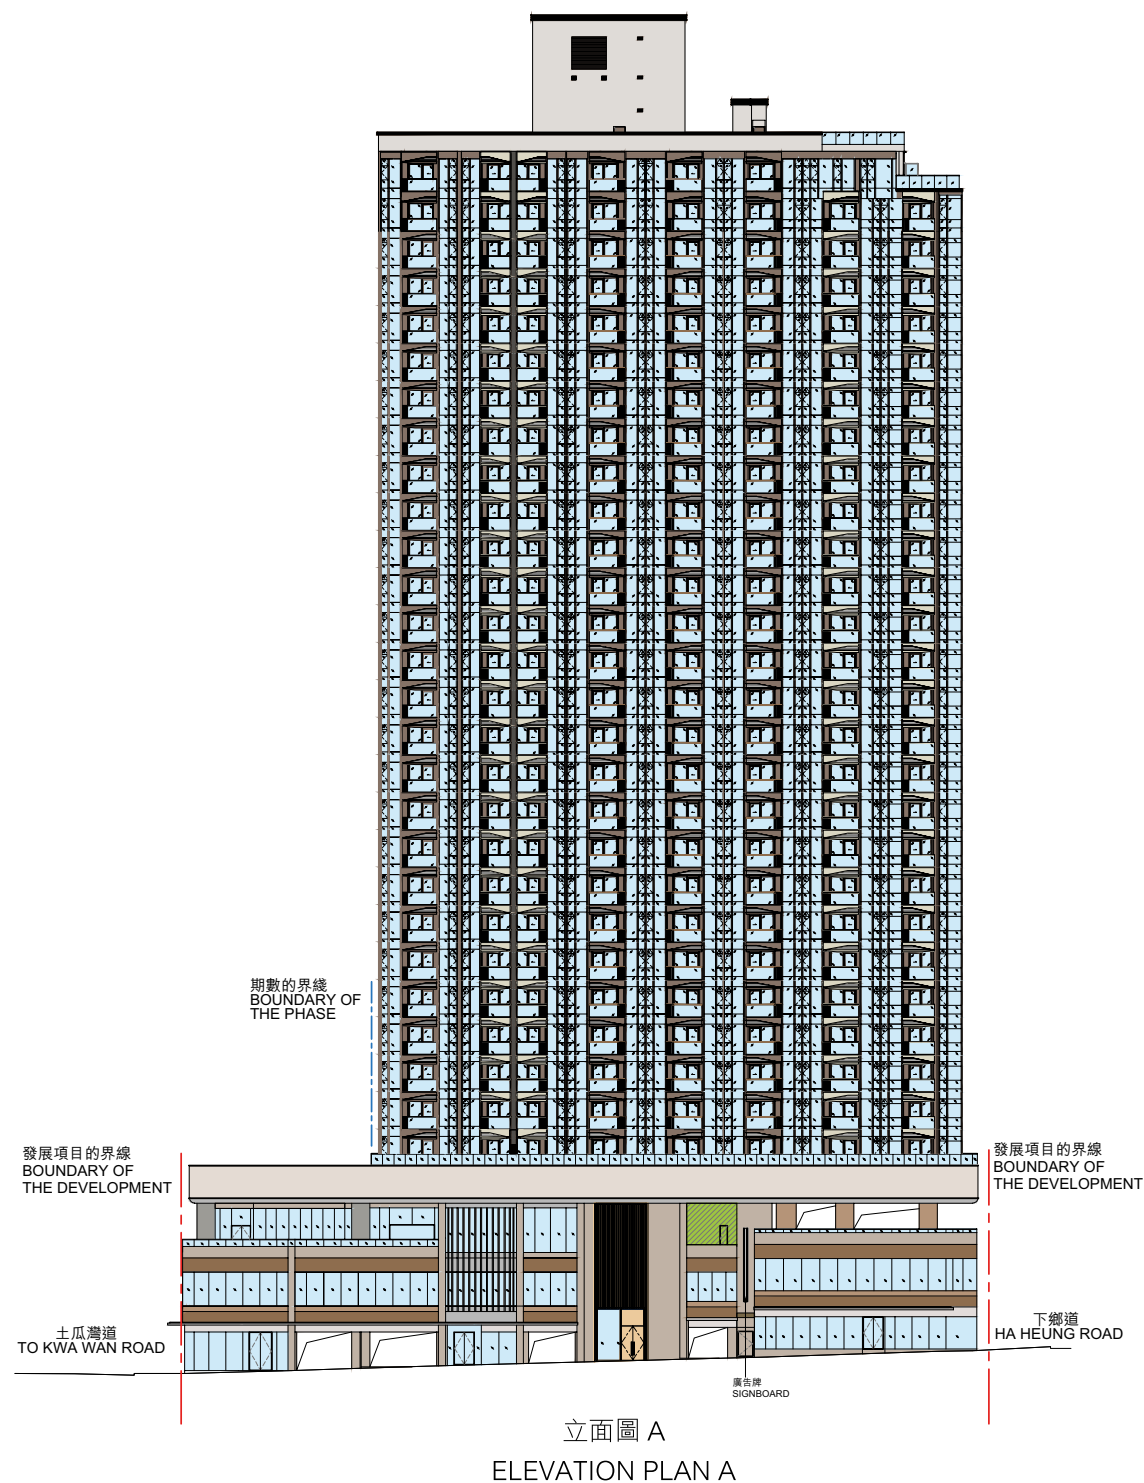 期數的界綫
BOUNDARY OF
THE PHASE
發展項目的界線
BOUNDARY OF
THE DEVELOPMENT
發展項目的界線
BOUNDARY OF
THE DEVELOPMENT
土瓜灣道
TO KWA WAN ROAD
下鄉道
HA HEUNG ROAD
廣告牌
SIGNBOARD
立面圖 A
ELEVATION PLAN A